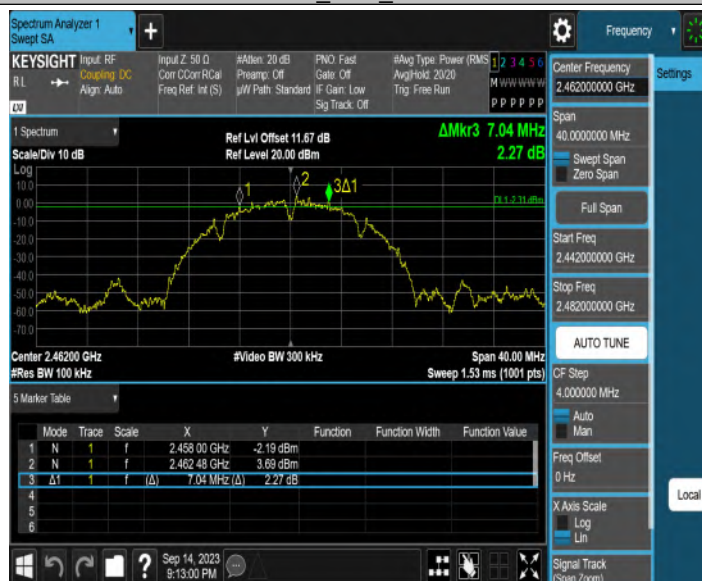 Spectrum Analyzer 1
Swept SA
+
Frequency
KEYSIGHT
RL
LXI
Input: RF
Coupling: DC
Align: Auto
Input Z: 50 Ω
Corr CCorr RCal
Freq Ref: Int (S)
#Atten: 20 dB
Preamp: Off
µW Path: Standard
PNO: Fast
Gate: Off
IF Gain: Low
Sig Track: Off
#Avg Type: Power (RMS
Avg|Hold: 20/20
Trig: Free Run
1 2 3 4 5 6
M W W W W W
P P P P P P
1 Spectrum
Scale/Div 10 dB
Ref Lvl Offset 11.67 dB
Ref Level 20.00 dBm
ΔMkr3 7.04 MHz
2.27 dB
Log
10.0
0.00
-10.0
-20.0
-30.0
-40.0
-50.0
-60.0
-70.0
1
2
3Δ1
DL1 -2.31 dBm
Center 2.46200 GHz
#Video BW 300 kHz
Span 40.00 MHz
#Res BW 100 kHz
Sweep 1.53 ms (1001 pts)
5 Marker Table
Mode Trace Scale X Y Function Function Width Function Value
1 N 1 f 2.458 00 GHz -2.19 dBm
2 N 1 f 2.462 48 GHz 3.69 dBm
3 Δ1 1 f (Δ) 7.04 MHz (Δ) 2.27 dB
4
5
6
?
Sep 14, 2023
9:13:00 PM
Center Frequency
2.462000000 GHz
Settings
Span
40.0000000 MHz
Swept Span
Zero Span
Full Span
Start Freq
2.442000000 GHz
Stop Freq
2.482000000 GHz
AUTO TUNE
CF Step
4.000000 MHz
Auto
Man
Freq Offset
0 Hz
Local
X Axis Scale
Log
Lin
Signal Track
(Span Zoom)